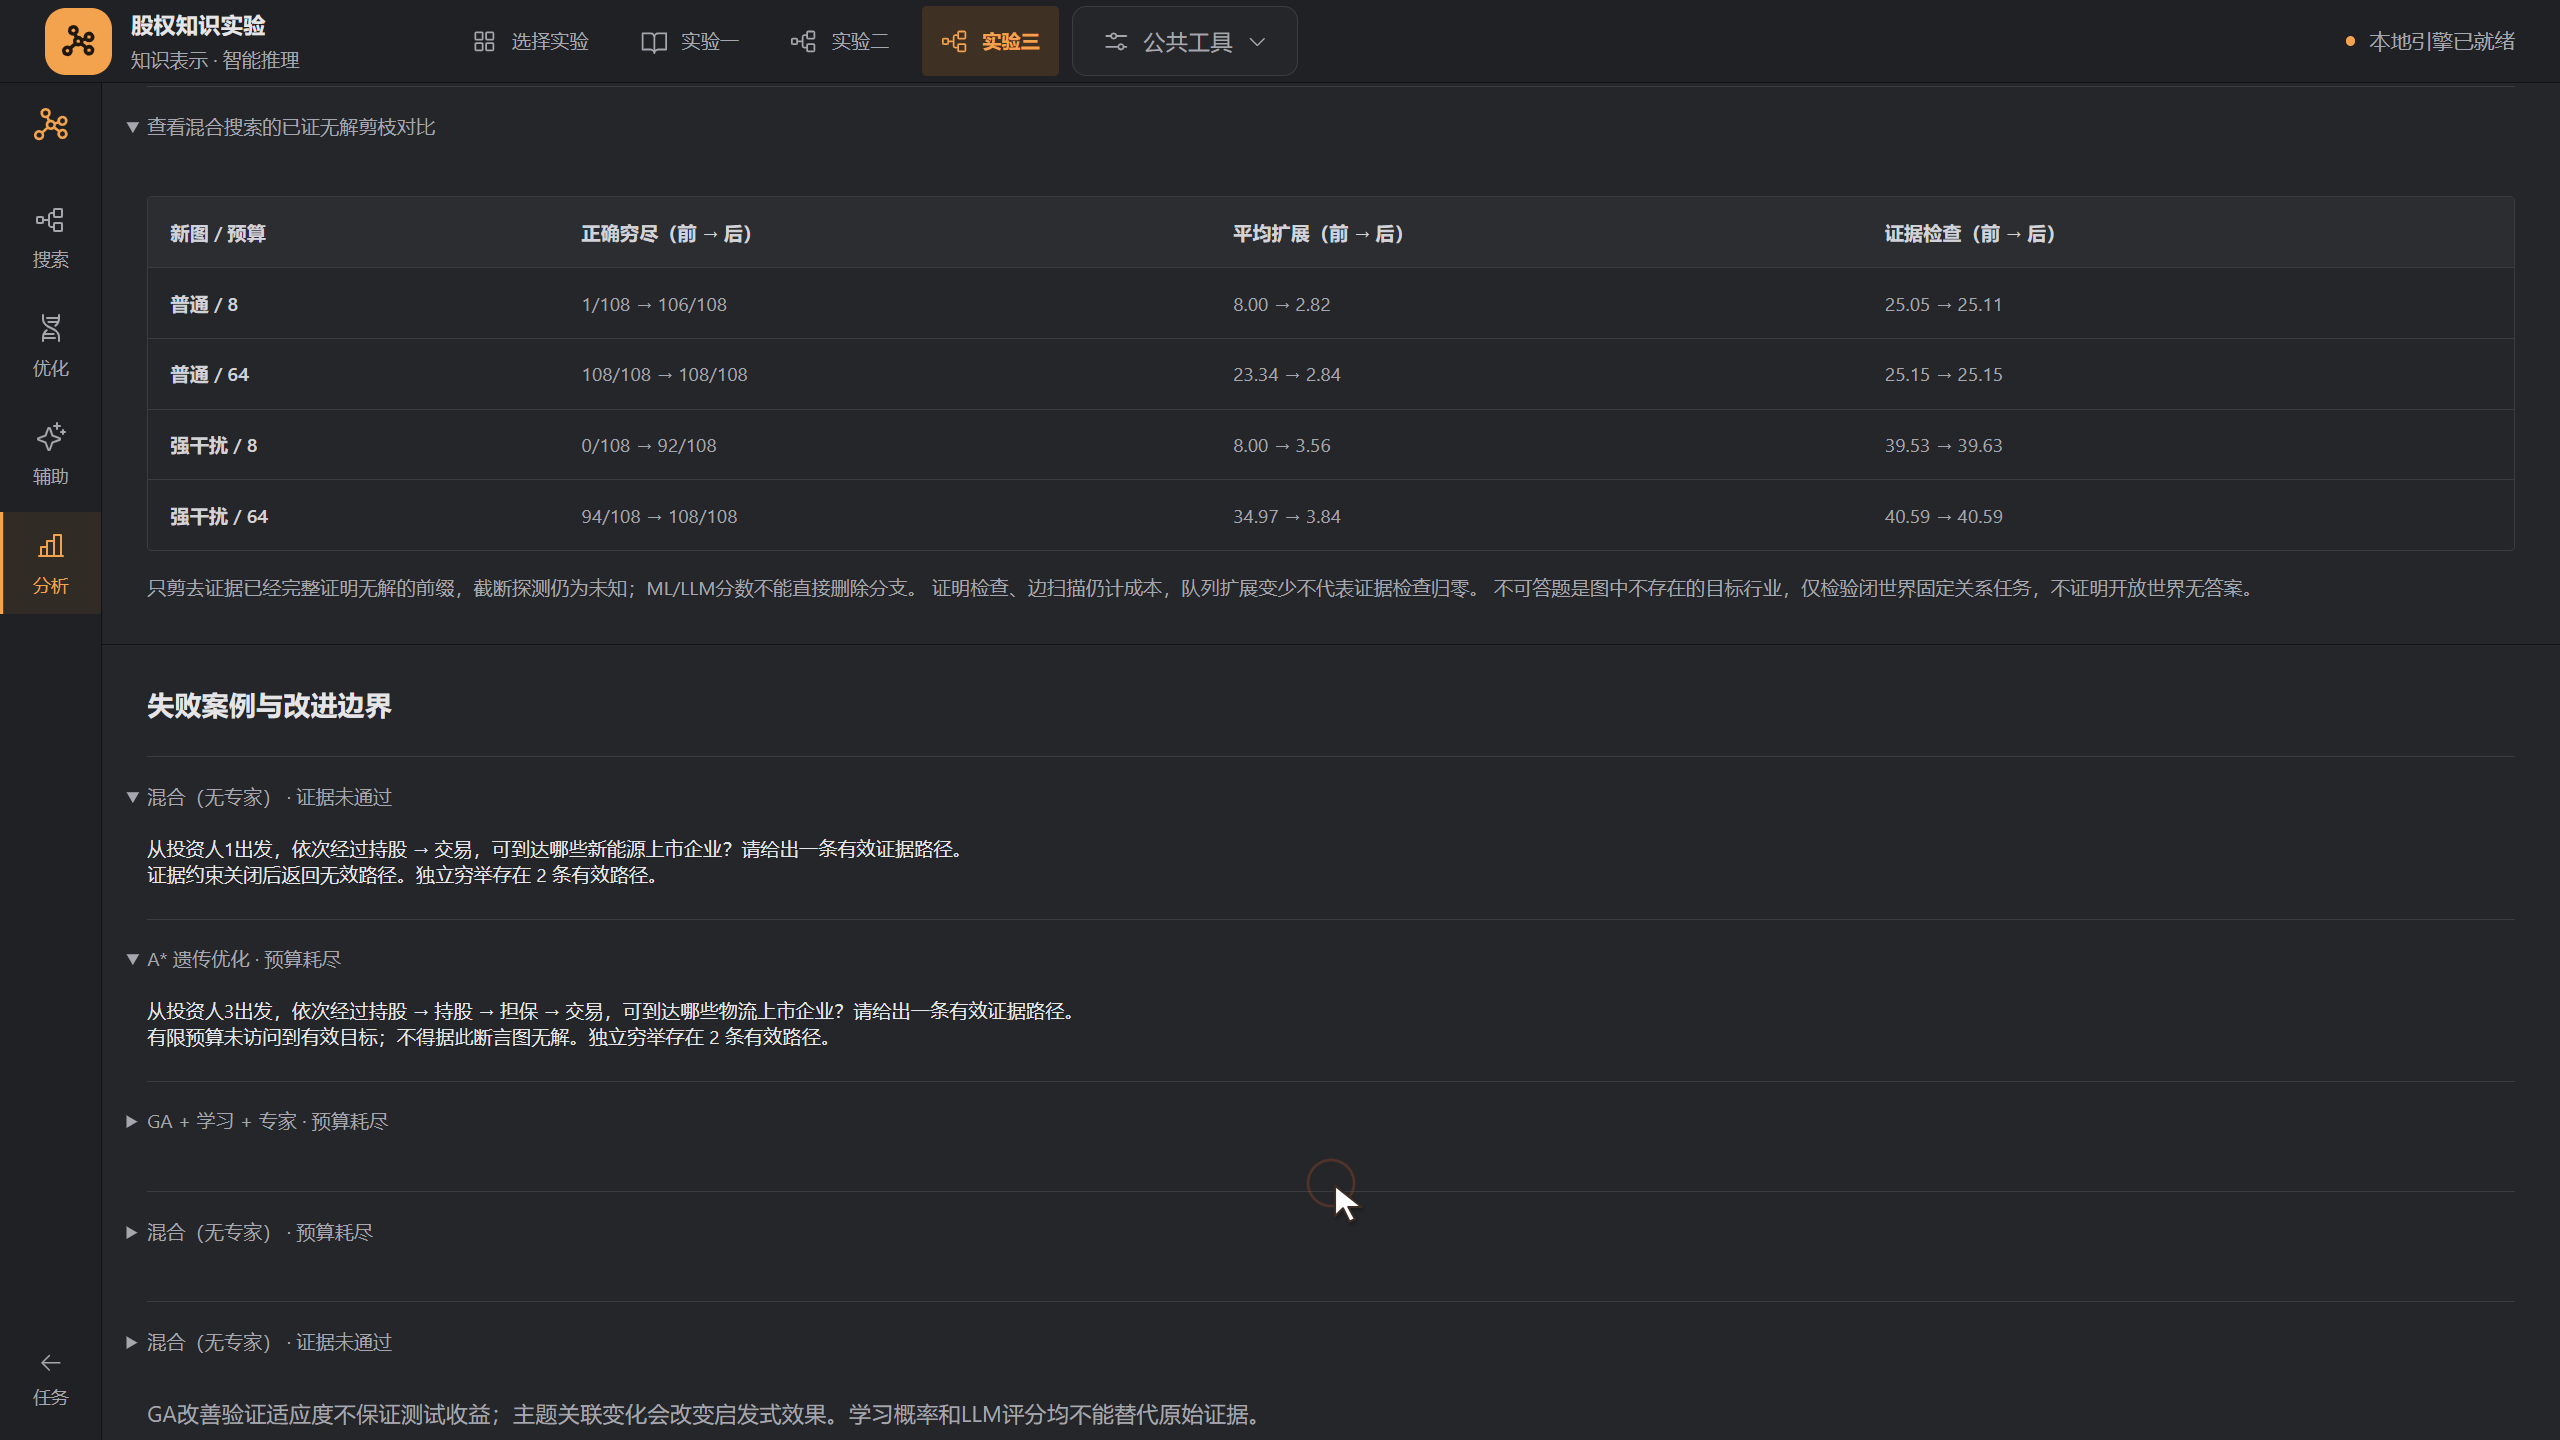 股权知识实验
知识表示 · 智能推理
选择实验
实验一
实验二
实验三
公共工具
本地引擎已就绪
搜索
优化
辅助
分析
任务
查看混合搜索的已证无解剪枝对比
新图 / 预算 正确穷尽（前 → 后） 平均扩展（前 → 后） 证据检查（前 → 后）
普通 / 8 1/108 → 106/108 8.00 → 2.82 25.05 → 25.11
普通 / 64 108/108 → 108/108 23.34 → 2.84 25.15 → 25.15
强干扰 / 8 0/108 → 92/108 8.00 → 3.56 39.53 → 39.63
强干扰 / 64 94/108 → 108/108 34.97 → 3.84 40.59 → 40.59
只剪去证据已经完整证明无解的前缀，截断探测仍为未知；ML/LLM分数不能直接删除分支。 证明检查、边扫描仍计成本，队列扩展变少不代表证据检查归零。 不可答题是图中不存在的目标行业，仅检验闭世界固定关系任务，不证明开放世界无答案。
失败案例与改进边界
混合（无专家） · 证据未通过
从投资人1出发，依次经过持股 → 交易，可到达哪些新能源上市企业？请给出一条有效证据路径。
证据约束关闭后返回无效路径。独立穷举存在 2 条有效路径。
A* 遗传优化 · 预算耗尽
从投资人3出发，依次经过持股 → 持股 → 担保 → 交易，可到达哪些物流上市企业？请给出一条有效证据路径。
有限预算未访问到有效目标；不得据此断言图无解。独立穷举存在 2 条有效路径。
GA + 学习 + 专家 · 预算耗尽
混合（无专家） · 预算耗尽
混合（无专家） · 证据未通过
GA改善验证适应度不保证测试收益；主题关联变化会改变启发式效果。学习概率和LLM评分均不能替代原始证据。